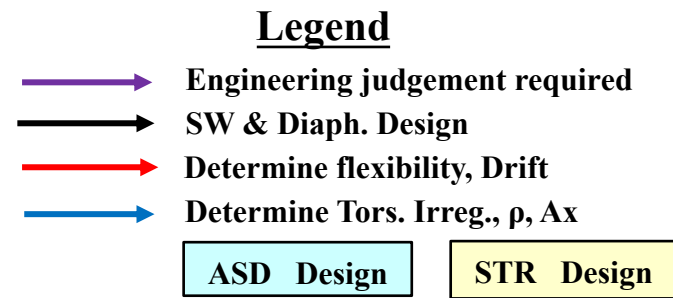 Legend
Engineering judgement required
SW & Diaph. Design
Determine flexibility, Drift
Determine Tors. Irreg., ρ, Ax
ASD Design STR Design